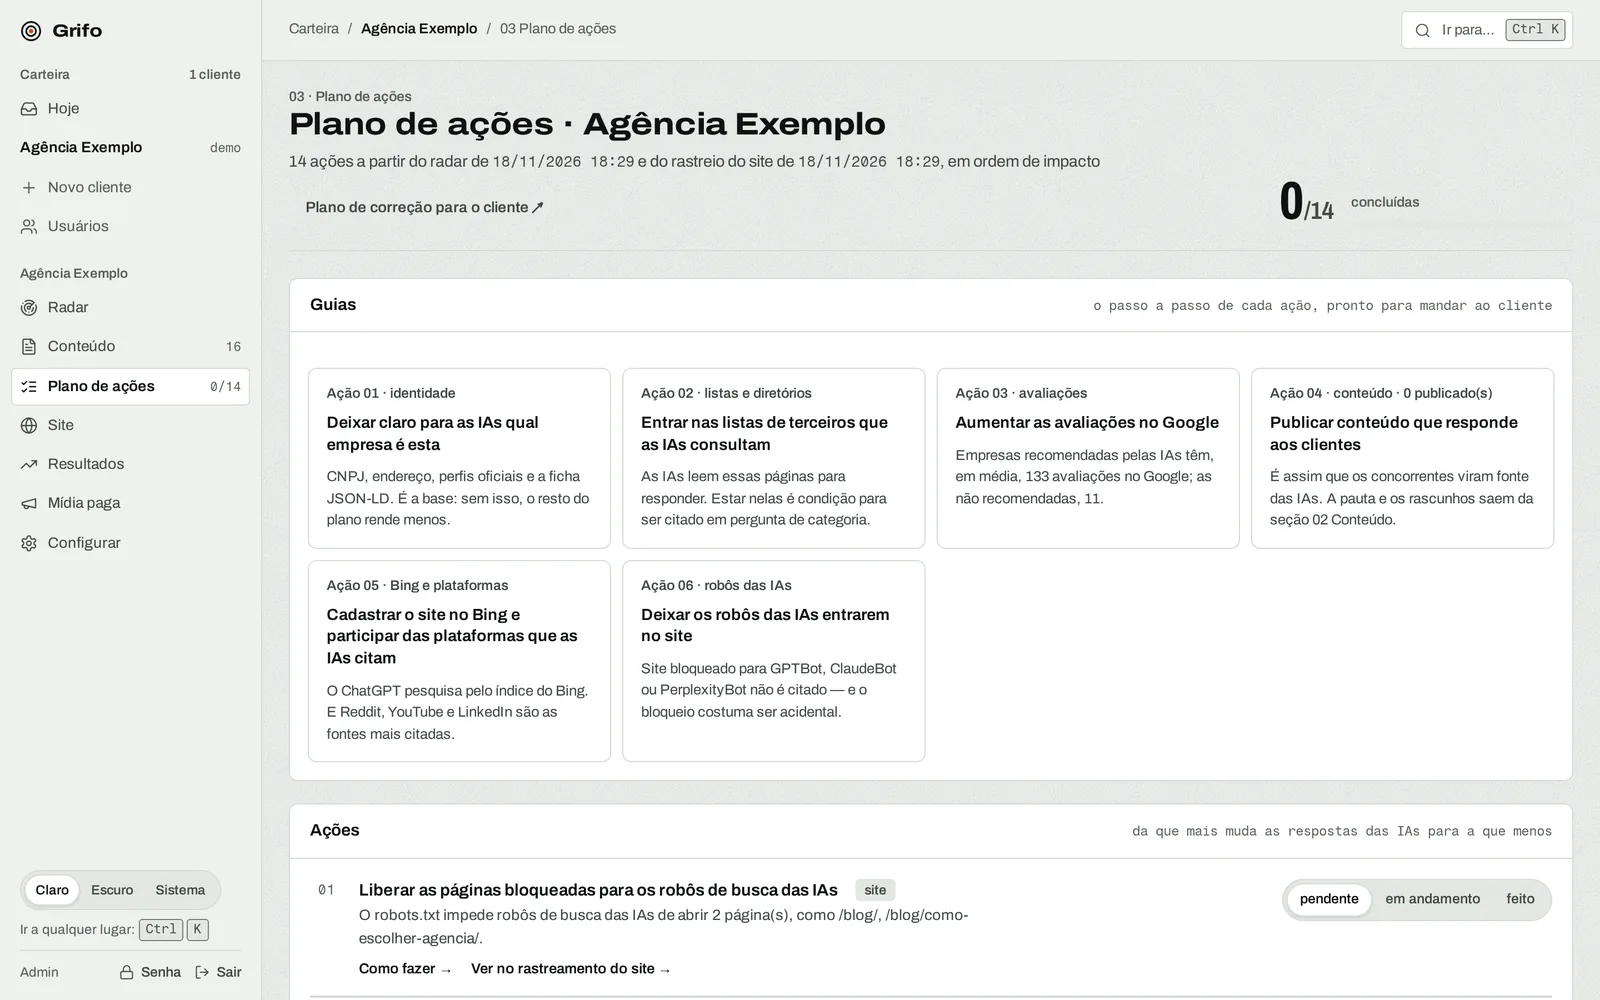 Grifo
Carteira 1 cliente
Hoje
Agência Exemplo demo
Novo cliente
Usuários
Agência Exemplo
Radar
Conteúdo 16
Plano de ações 0/14
Site
Resultados
Mídia paga
Configurar
Claro Escuro Sistema
Ir a qualquer lugar: Ctrl K
Admin Senha Sair
Carteira / Agência Exemplo / 03 Plano de ações
Ir para... Ctrl K
03 · Plano de ações
Plano de ações · Agência Exemplo
14 ações a partir do radar de 18/11/2026 18:29 e do rastreio do site de 18/11/2026 18:29, em ordem de impacto
Plano de correção para o cliente ↗
0/14 concluídas
Guias
o passo a passo de cada ação, pronto para mandar ao cliente
Ação 01 · identidade
Deixar claro para as IAs qual
empresa é esta
CNPJ, endereço, perfis oficiais e a ficha
JSON-LD. É a base: sem isso, o resto do
plano rende menos.
Ação 02 · listas e diretórios
Entrar nas listas de terceiros que
as IAs consultam
As IAs leem essas páginas para
responder. Estar nelas é condição para
ser citado em pergunta de categoria.
Ação 03 · avaliações
Aumentar as avaliações no Google
Empresas recomendadas pelas IAs têm,
em média, 133 avaliações no Google; as
não recomendadas, 11.
Ação 04 · conteúdo · 0 publicado(s)
Publicar conteúdo que responde
aos clientes
É assim que os concorrentes viram fonte
das IAs. A pauta e os rascunhos saem da
seção 02 Conteúdo.
Ação 05 · Bing e plataformas
Cadastrar o site no Bing e
participar das plataformas que as
IAs citam
O ChatGPT pesquisa pelo índice do Bing.
E Reddit, YouTube e LinkedIn são as
fontes mais citadas.
Ação 06 · robôs das IAs
Deixar os robôs das IAs entrarem
no site
Site bloqueado para GPTBot, ClaudeBot
ou PerplexityBot não é citado — e o
bloqueio costuma ser acidental.
Ações
da que mais muda as respostas das IAs para a que menos
01 Liberar as páginas bloqueadas para os robôs de busca das IAs site
O robots.txt impede robôs de busca das IAs de abrir 2 página(s), como /blog/, /blog/como-
escolher-agencia/.
Como fazer → Ver no rastreamento do site →
pendente em andamento feito